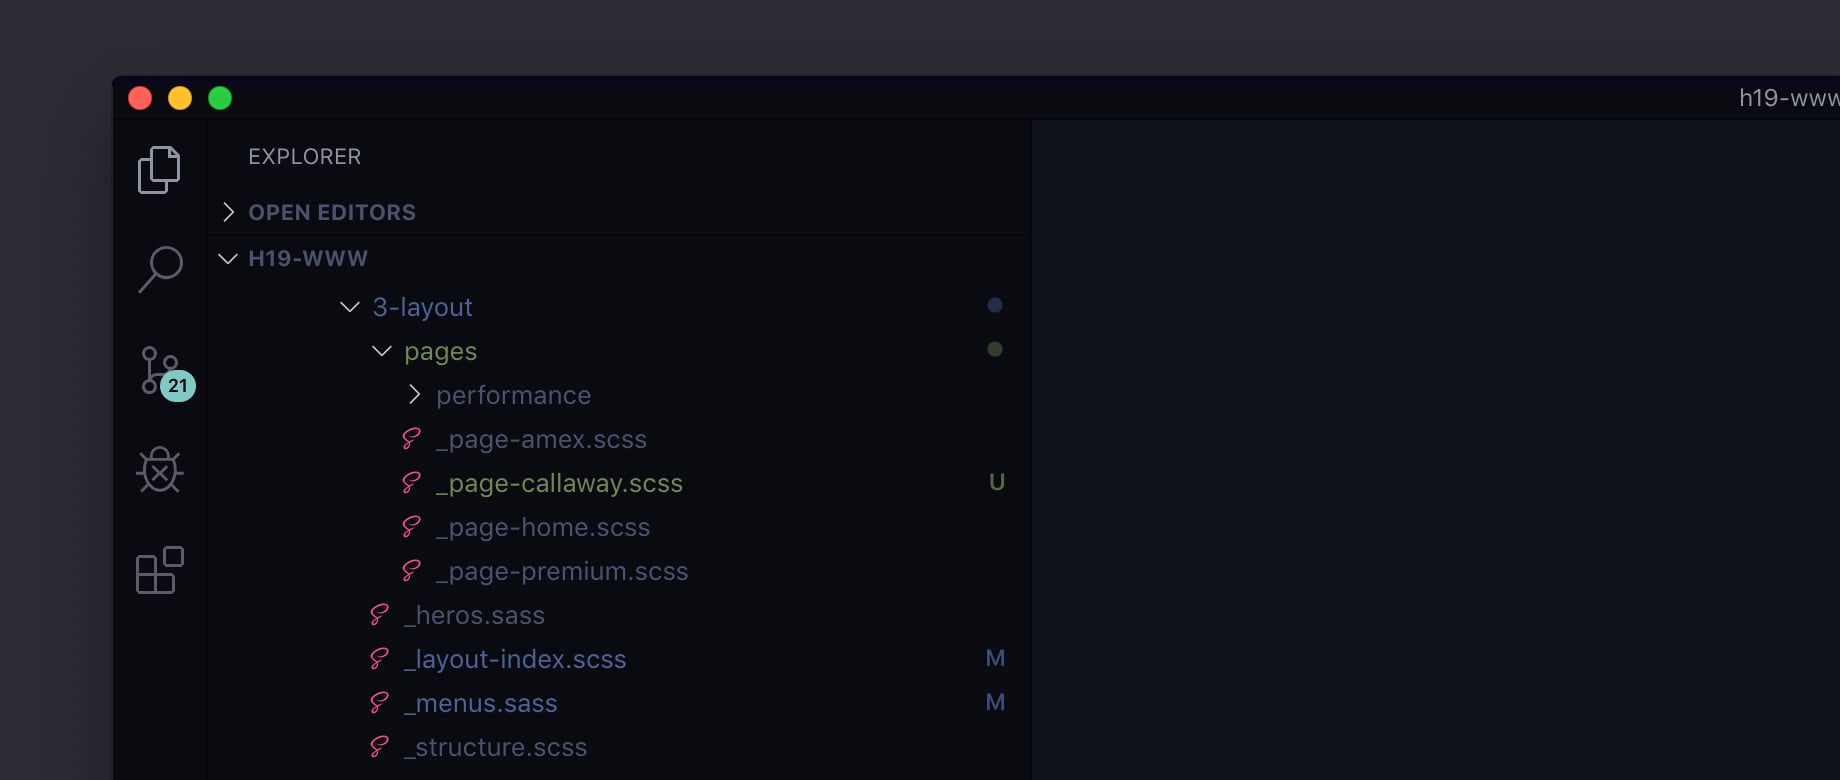 h19-www
EXPLORER
OPEN EDITORS
H19-WWW
3-layout
pages
performance
_page-amex.scss
_page-callaway.scss U
_page-home.scss
_page-premium.scss
_heros.sass
_layout-index.scss M
_menus.sass M
_structure.scss
21